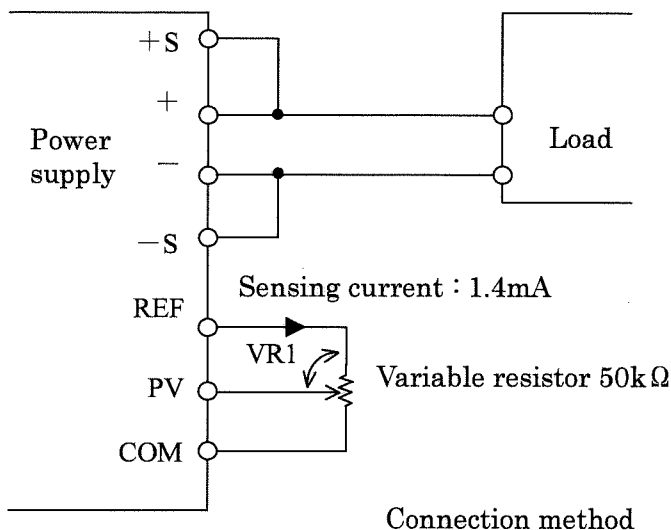 +S
+
Power
supply
−
−S
Load
Sensing current : 1.4mA
REF
VR1
PV
Variable resistor 50kΩ
COM
Connection method